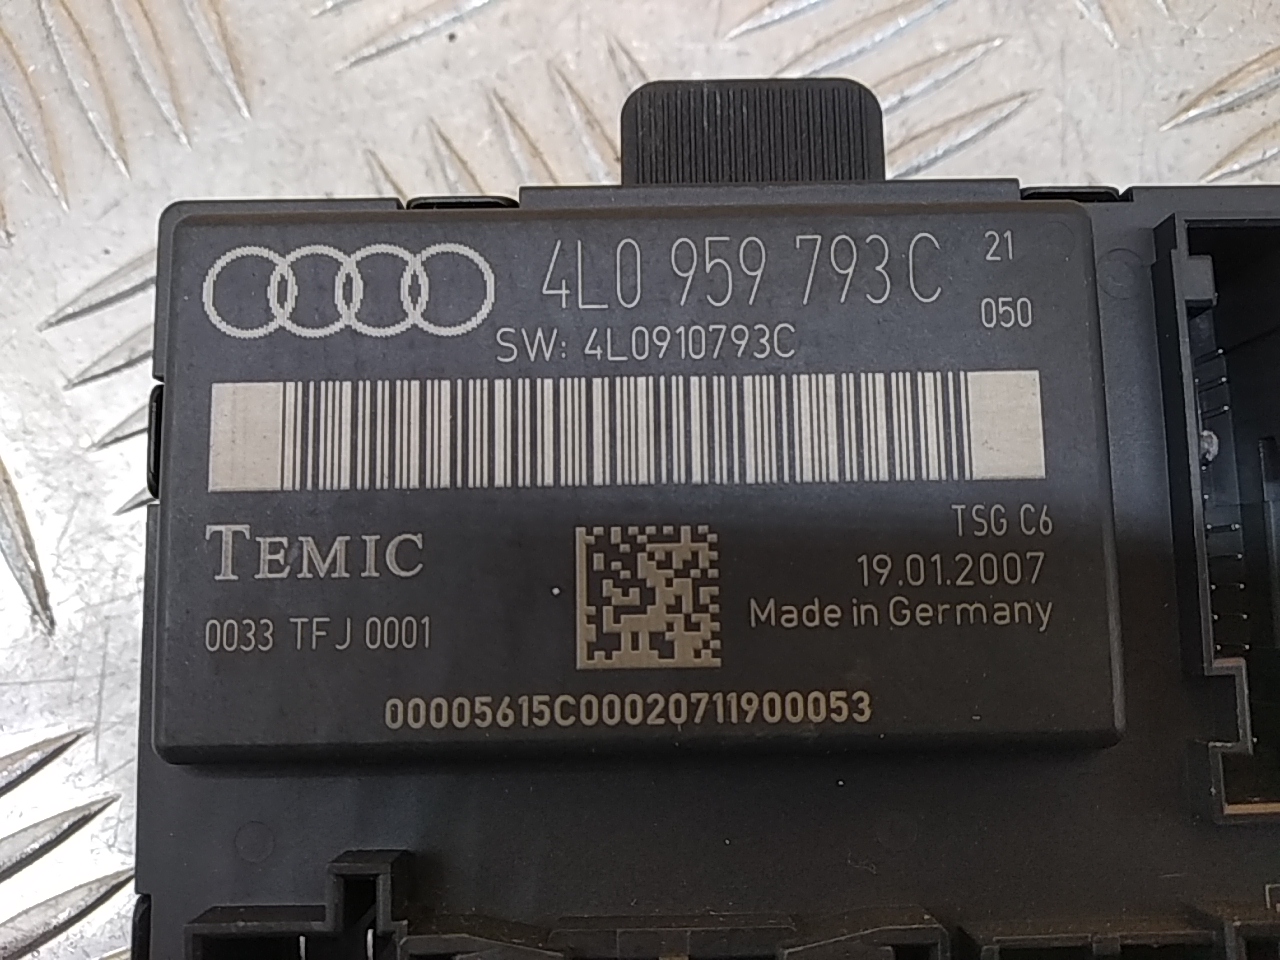 4L0 959 793 C 21
050
SW: 4L0910793C
TEMIC
TSG C6
19.01.2007
Made in Germany
0033 TFJ 0001
00005615C00020711900053